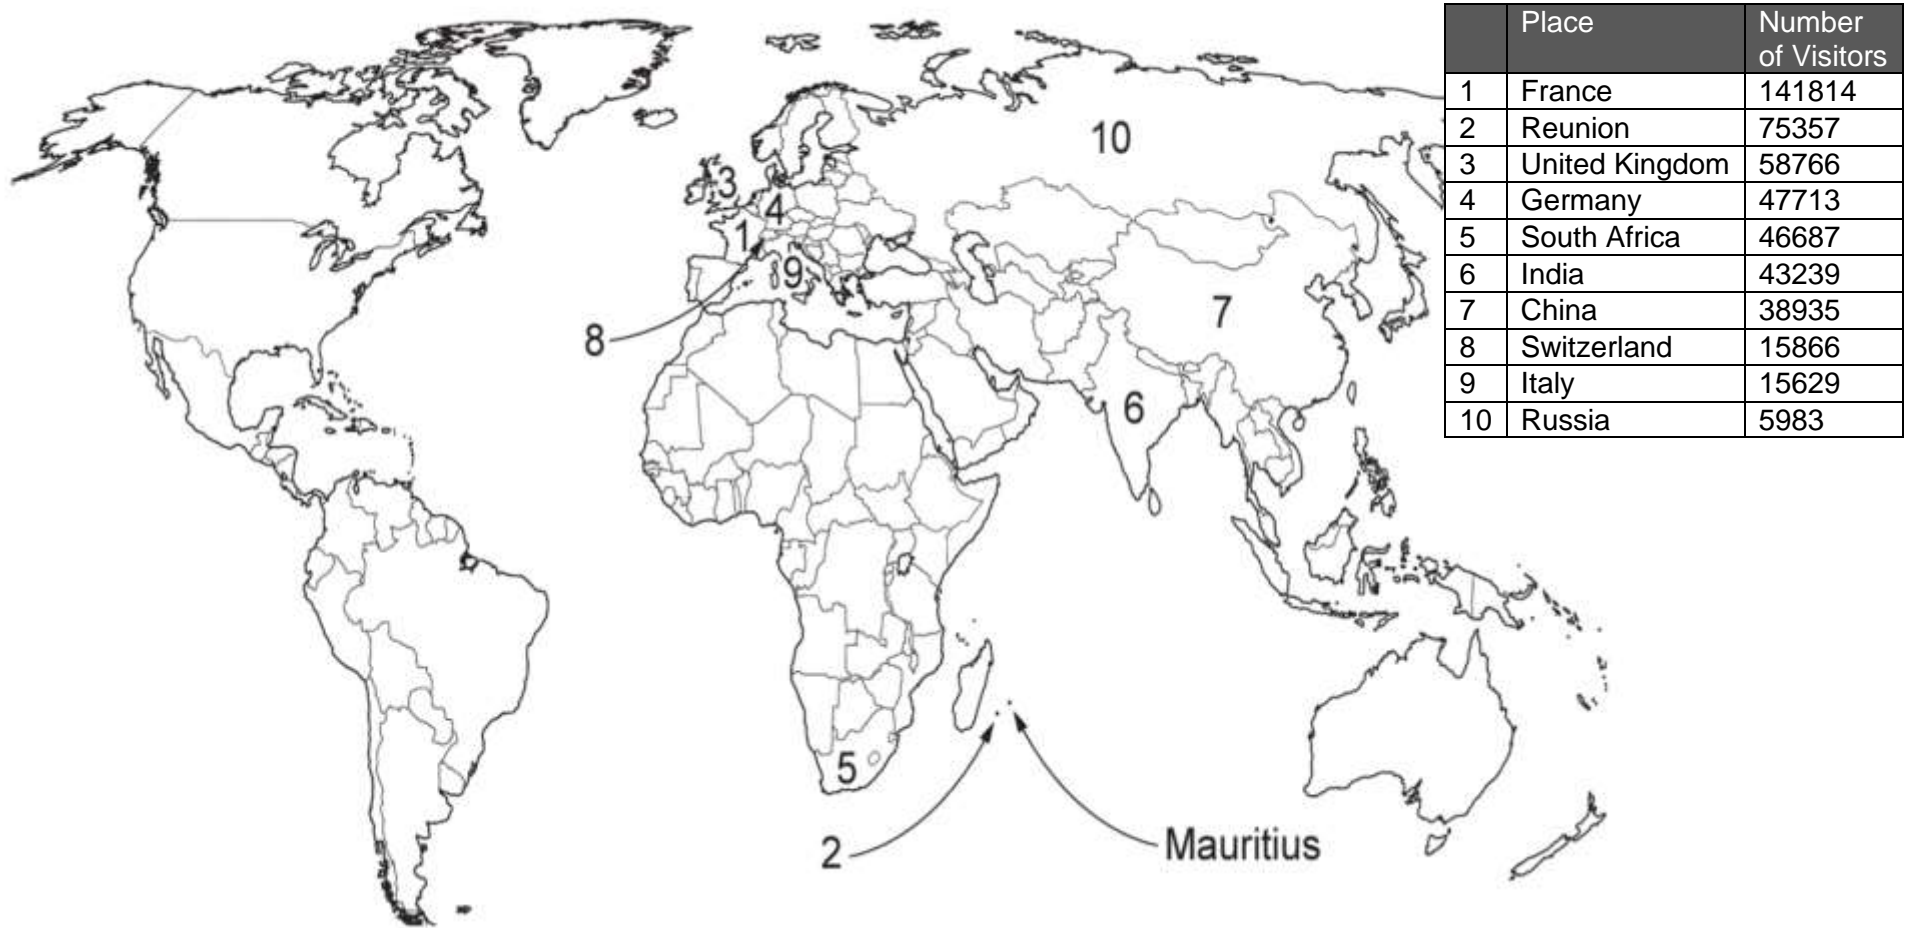 Place Number
of Visitors
1 France 141814
2 Reunion 75357
3 United Kingdom 58766
4 Germany 47713
5 South Africa 46687
6 India 43239
7 China 38935
8 Switzerland 15866
9 Italy 15629
10 Russia 5983
10
3
4
1
9
7
8
6
5
2
Mauritius